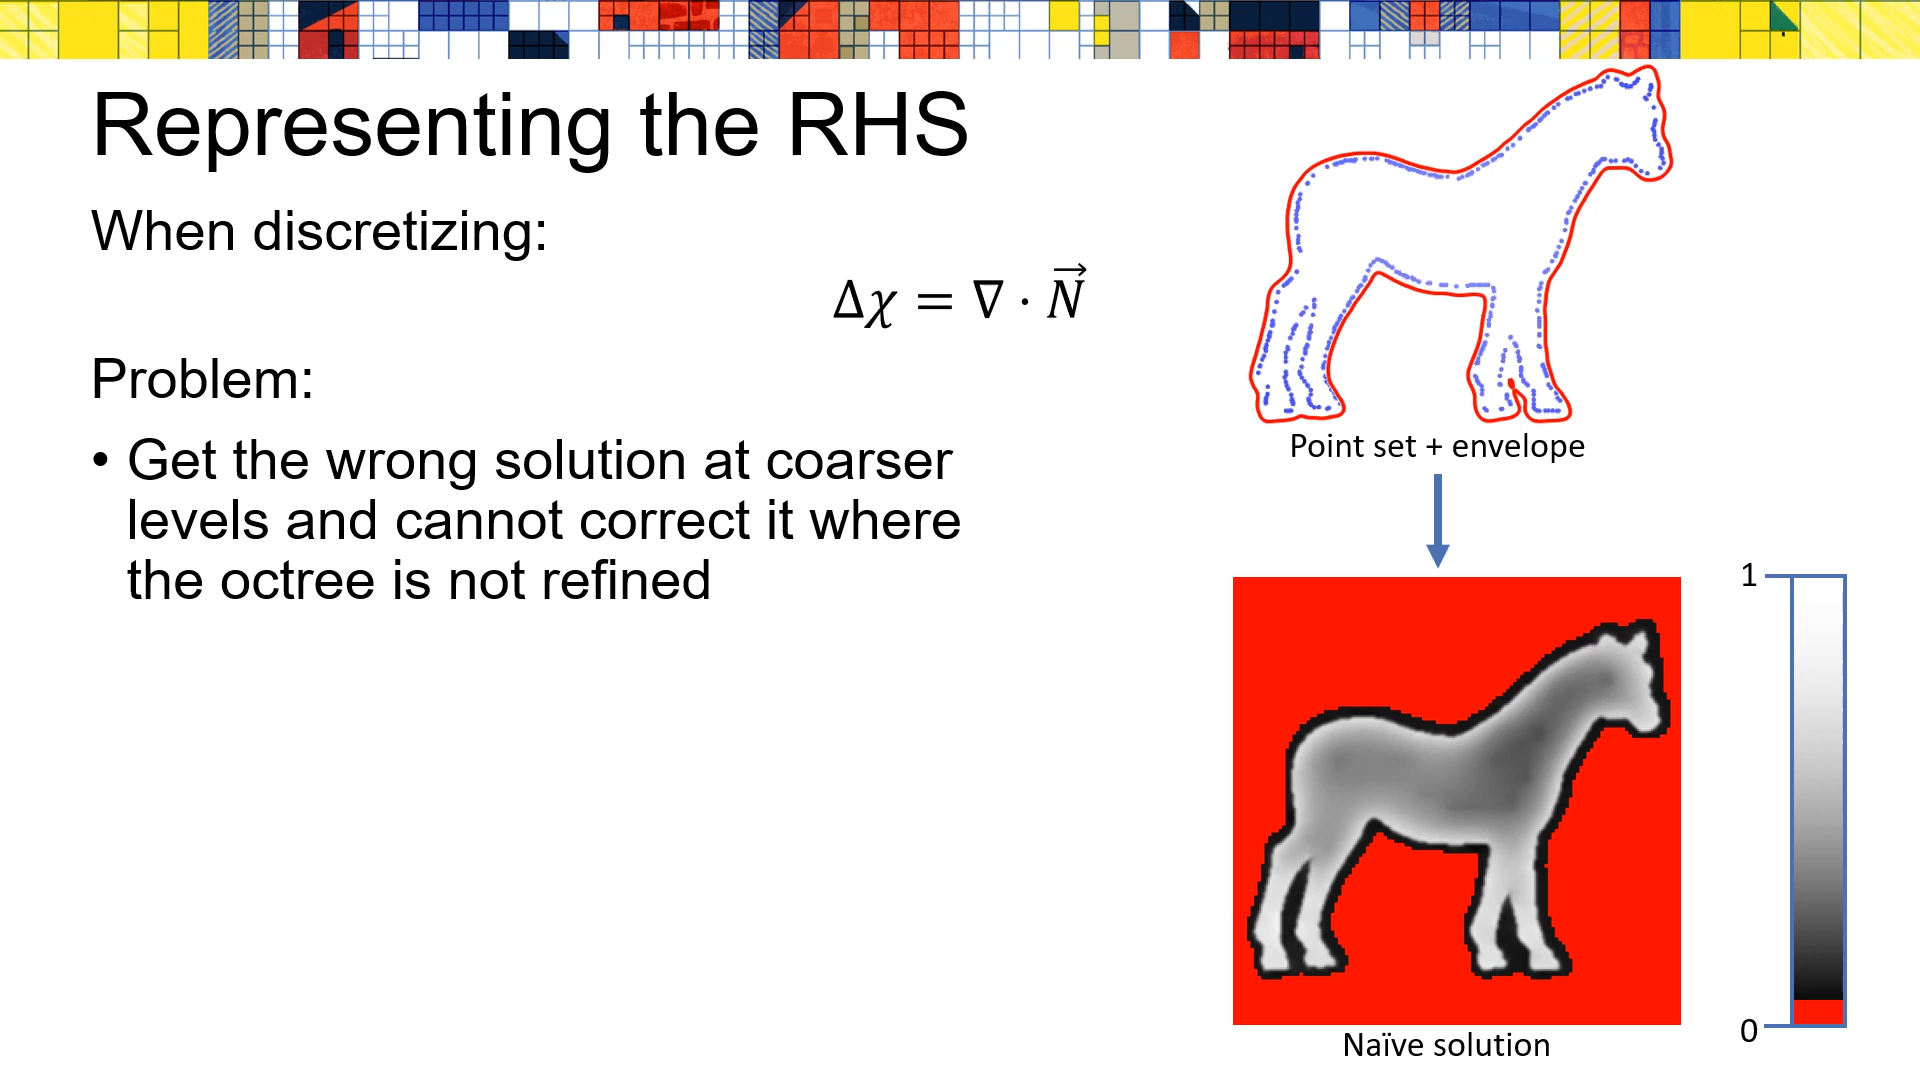 Representing the RHS
When discretizing:
Δχ = ∇ · N⃗
Problem:
• Get the wrong solution at coarser
levels and cannot correct it where
the octree is not refined
Point set + envelope
1
0
Naïve solution